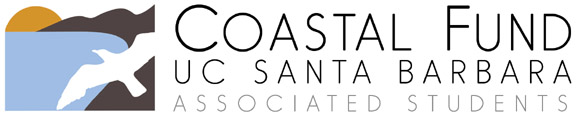 COASTAL FUND
UC SANTA BARBARA
ASSOCIATED STUDENTS